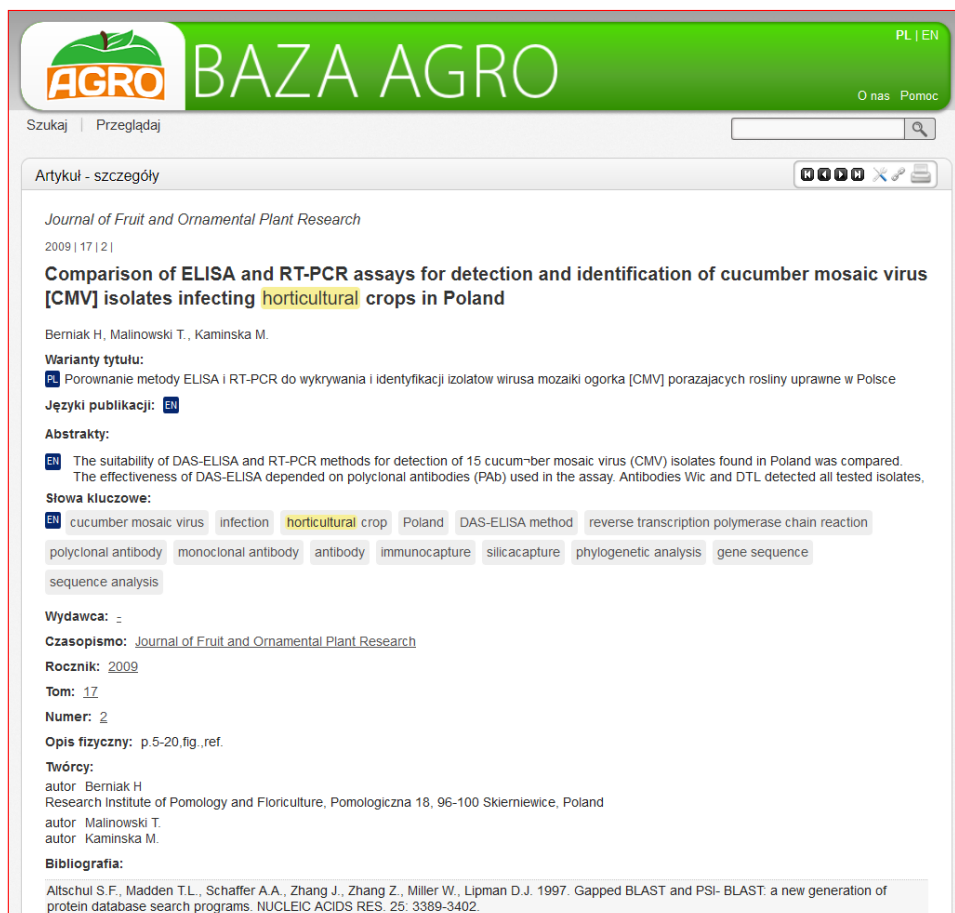 AGRO
BAZA AGRO
PL | EN
O nas Pomoc
Szukaj | Przeglądaj
Artykuł - szczegóły
Journal of Fruit and Ornamental Plant Research
2009 | 17 | 2 |
Comparison of ELISA and RT-PCR assays for detection and identification of cucumber mosaic virus
[CMV] isolates infecting horticultural crops in Poland
Berniak H, Malinowski T., Kaminska M.
Warianty tytułu:
PL Porownanie metody ELISA i RT-PCR do wykrywania i identyfikacji izolatow wirusa mozaiki ogorka [CMV] porazajacych rosliny uprawne w Polsce
Języki publikacji: EN
Abstrakty:
EN The suitability of DAS-ELISA and RT-PCR methods for detection of 15 cucum¬ber mosaic virus (CMV) isolates found in Poland was compared.
The effectiveness of DAS-ELISA depended on polyclonal antibodies (PAb) used in the assay. Antibodies Wic and DTL detected all tested isolates,
Słowa kluczowe:
EN cucumber mosaic virus infection horticultural crop Poland DAS-ELISA method reverse transcription polymerase chain reaction
polyclonal antibody monoclonal antibody antibody immunocapture silicacapture phylogenetic analysis gene sequence
sequence analysis
Wydawca: -
Czasopismo: Journal of Fruit and Ornamental Plant Research
Rocznik: 2009
Tom: 17
Numer: 2
Opis fizyczny: p.5-20,fig.,ref.
Twórcy:
autor Berniak H
Research Institute of Pomology and Floriculture, Pomologiczna 18, 96-100 Skierniewice, Poland
autor Malinowski T.
autor Kaminska M.
Bibliografia:
Altschul S.F., Madden T.L., Schaffer A.A., Zhang J., Zhang Z., Miller W., Lipman D.J. 1997. Gapped BLAST and PSI- BLAST: a new generation of
protein database search programs. NUCLEIC ACIDS RES. 25: 3389-3402.